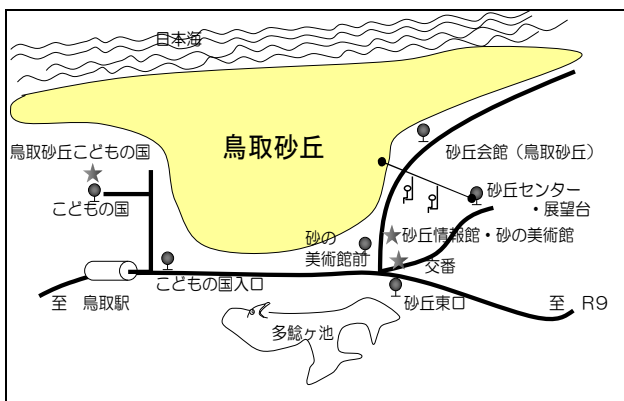 日本海
鳥取砂丘こどもの国
こどもの国
鳥取砂丘
砂丘会館（鳥取砂丘）
砂丘センター
・展望台
砂の
美術館前
砂丘情報館・砂の美術館
交番
こどもの国入口
至　鳥取駅
多鯰ヶ池
砂丘東口
至　R9